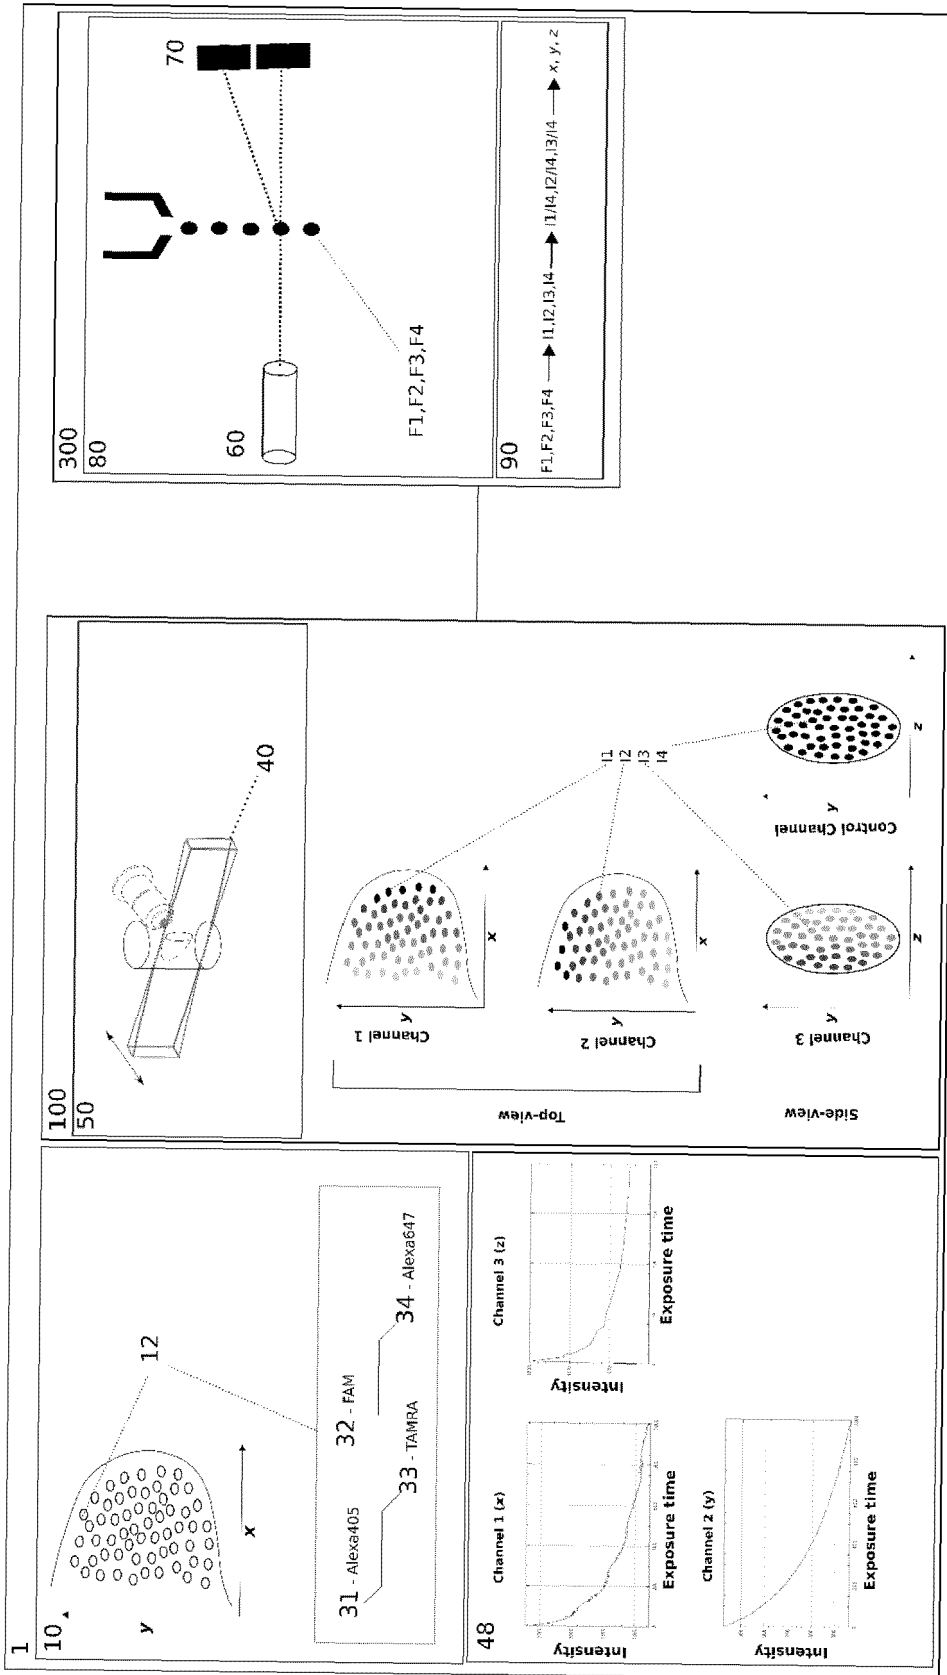 1
10
y
x
12
31 - Alexa405
32 - FAM
33 - TAMRA
34 - Alexa647
48
Channel 1 (x)
Intensity
Exposure time
Channel 3 (z)
Intensity
Exposure time
Channel 2 (y)
Intensity
Exposure time
100
50
40
Top-view
Channel 1
y
x
Channel 2
y
x
I1
I2
I3
I4
Side-view
Channel 3
y
z
Control Channel
y
z
300
80
60
70
F1,F2,F3,F4
90
F1,F2,F3,F4 I1,I2,I3,I4 I1/I4,I2/I4,I3/I4 x, y, z